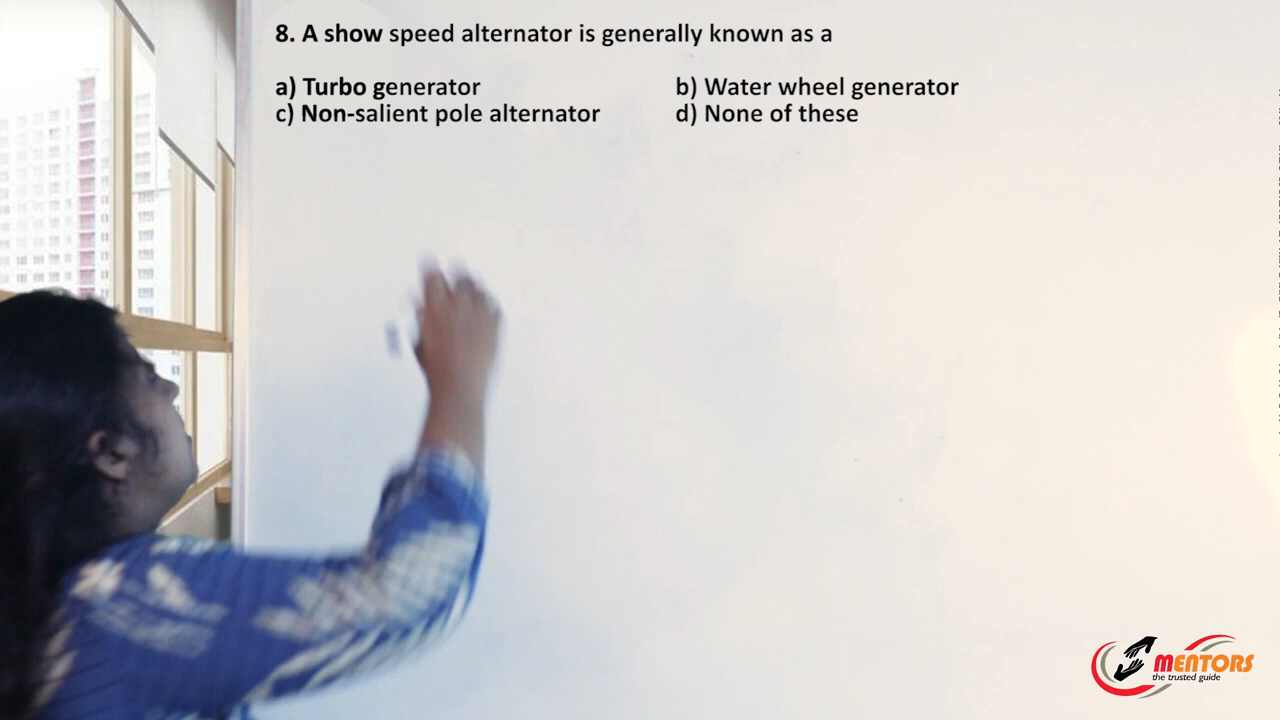 8. A show speed alternator is generally known as a
a) Turbo generator b) Water wheel generator
c) Non-salient pole alternator d) None of these
MENTORS
the trusted guide